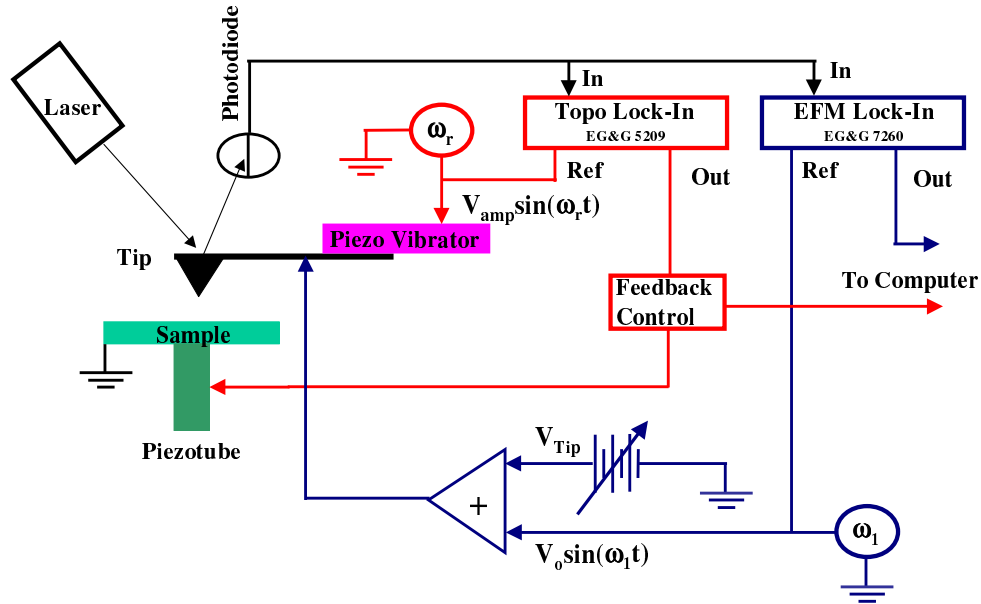 Photodiode
Laser
In
In
Topo Lock-In
EG&G 5209
EFM Lock-In
EG&G 7260
ωr
Ref
Out
Ref
Out
Vampsin(ωrt)
Piezo Vibrator
Tip
To Computer
Feedback
Control
Sample
Piezotube
VTip
+
Vosin(ω1t)
ω1